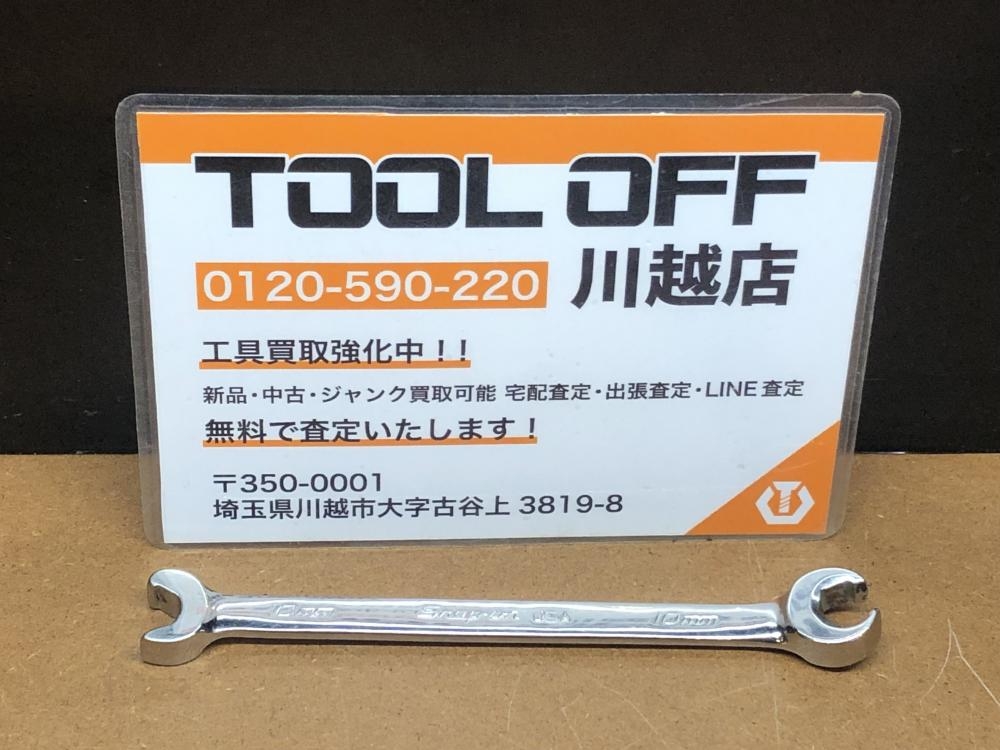 TOOL OFF
0120-590-220 川越店
工具買取強化中！！
新品・中古・ジャンク買取可能 宅配査定・出張査定・LINE査定
無料で査定いたします！
〒350-0001
埼玉県川越市大字古谷上 3819-8
10mm Snap-on USA 10mm